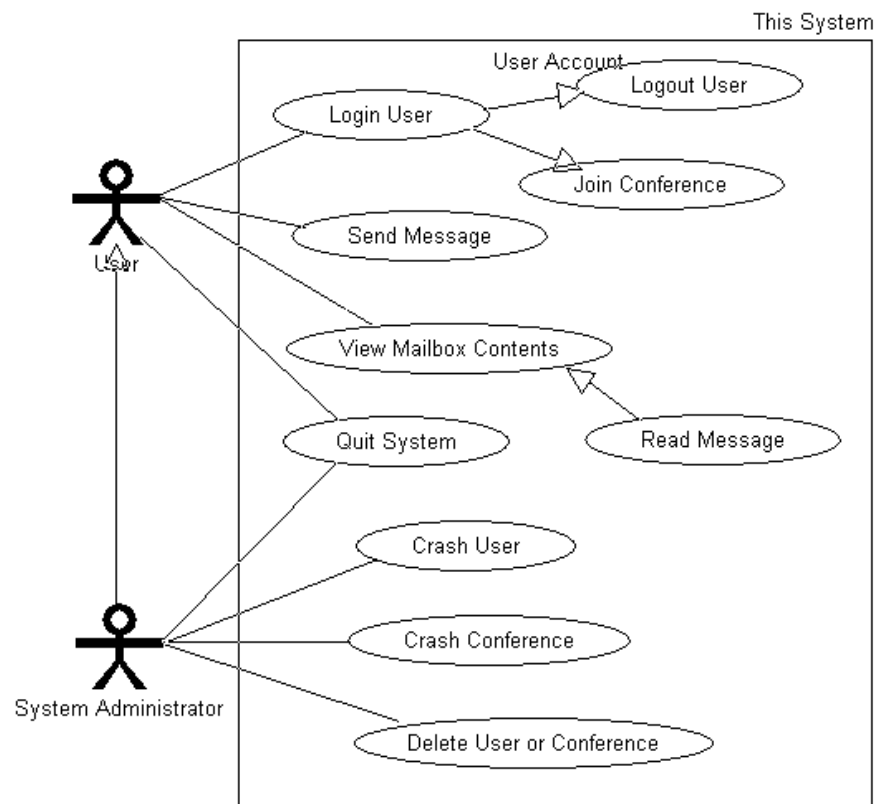 This System
User Account
Logout User
Login User
Join Conference
Send Message
User
View Mailbox Contents
Quit System
Read Message
Crash User
Crash Conference
System Administrator
Delete User or Conference